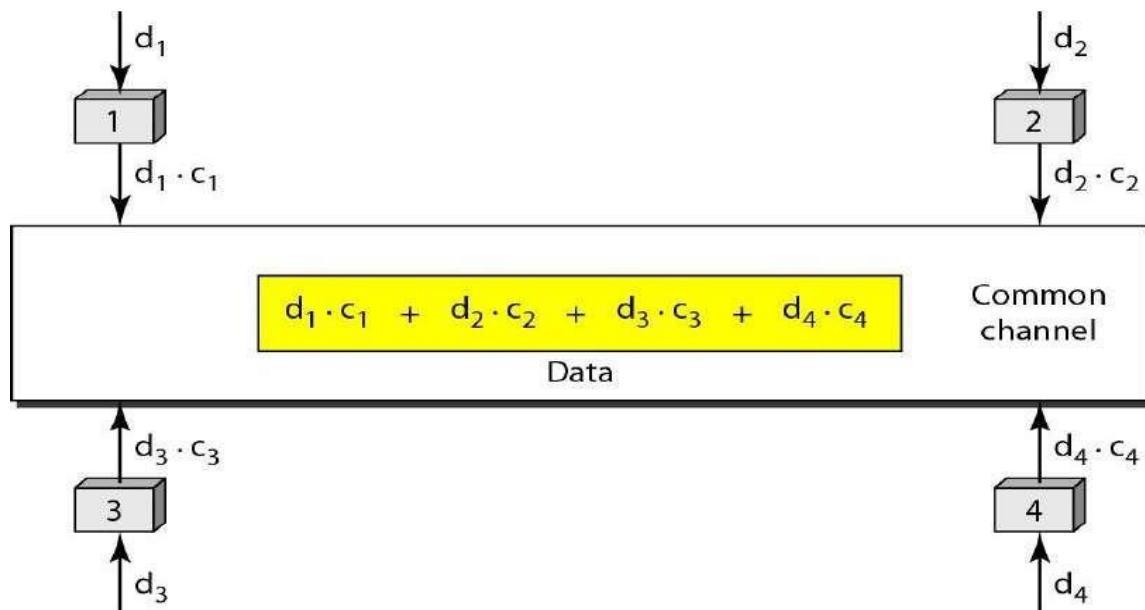 d₁
d₂
1
2
d₁ · c₁
d₂ · c₂
d₁ · c₁ + d₂ · c₂ + d₃ · c₃ + d₄ · c₄
Common
channel
Data
d₃ · c₃
d₄ · c₄
3
4
d₃
d₄